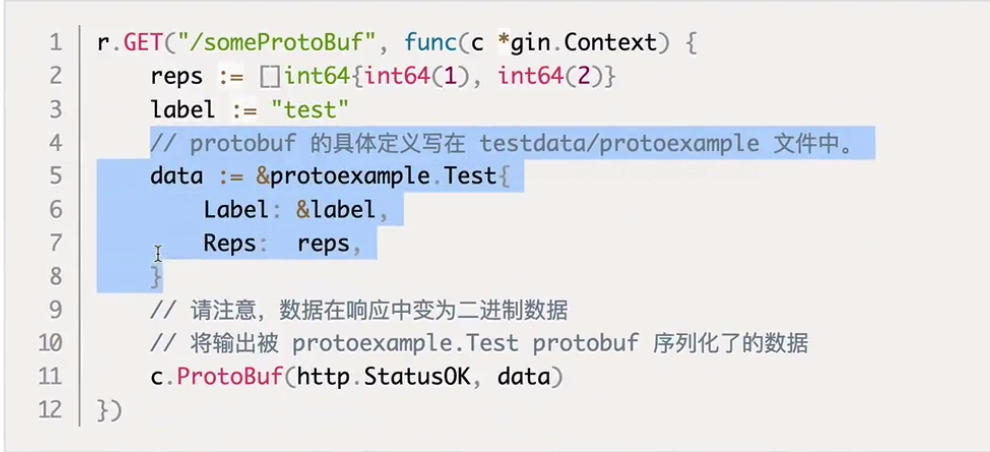 1 r.GET("/someProtoBuf", func(c *gin.Context) {
2     reps := []int64{int64(1), int64(2)}
3     label := "test"
4     // protobuf 的具体定义写在 testdata/protoexample 文件中。
5     data := &protoexample.Test{
6         Label: &label,
7         Reps:  reps,
8     }
9     // 请注意，数据在响应中变为二进制数据
10     // 将输出被 protoexample.Test protobuf 序列化了的数据
11     c.ProtoBuf(http.StatusOK, data)
12 })